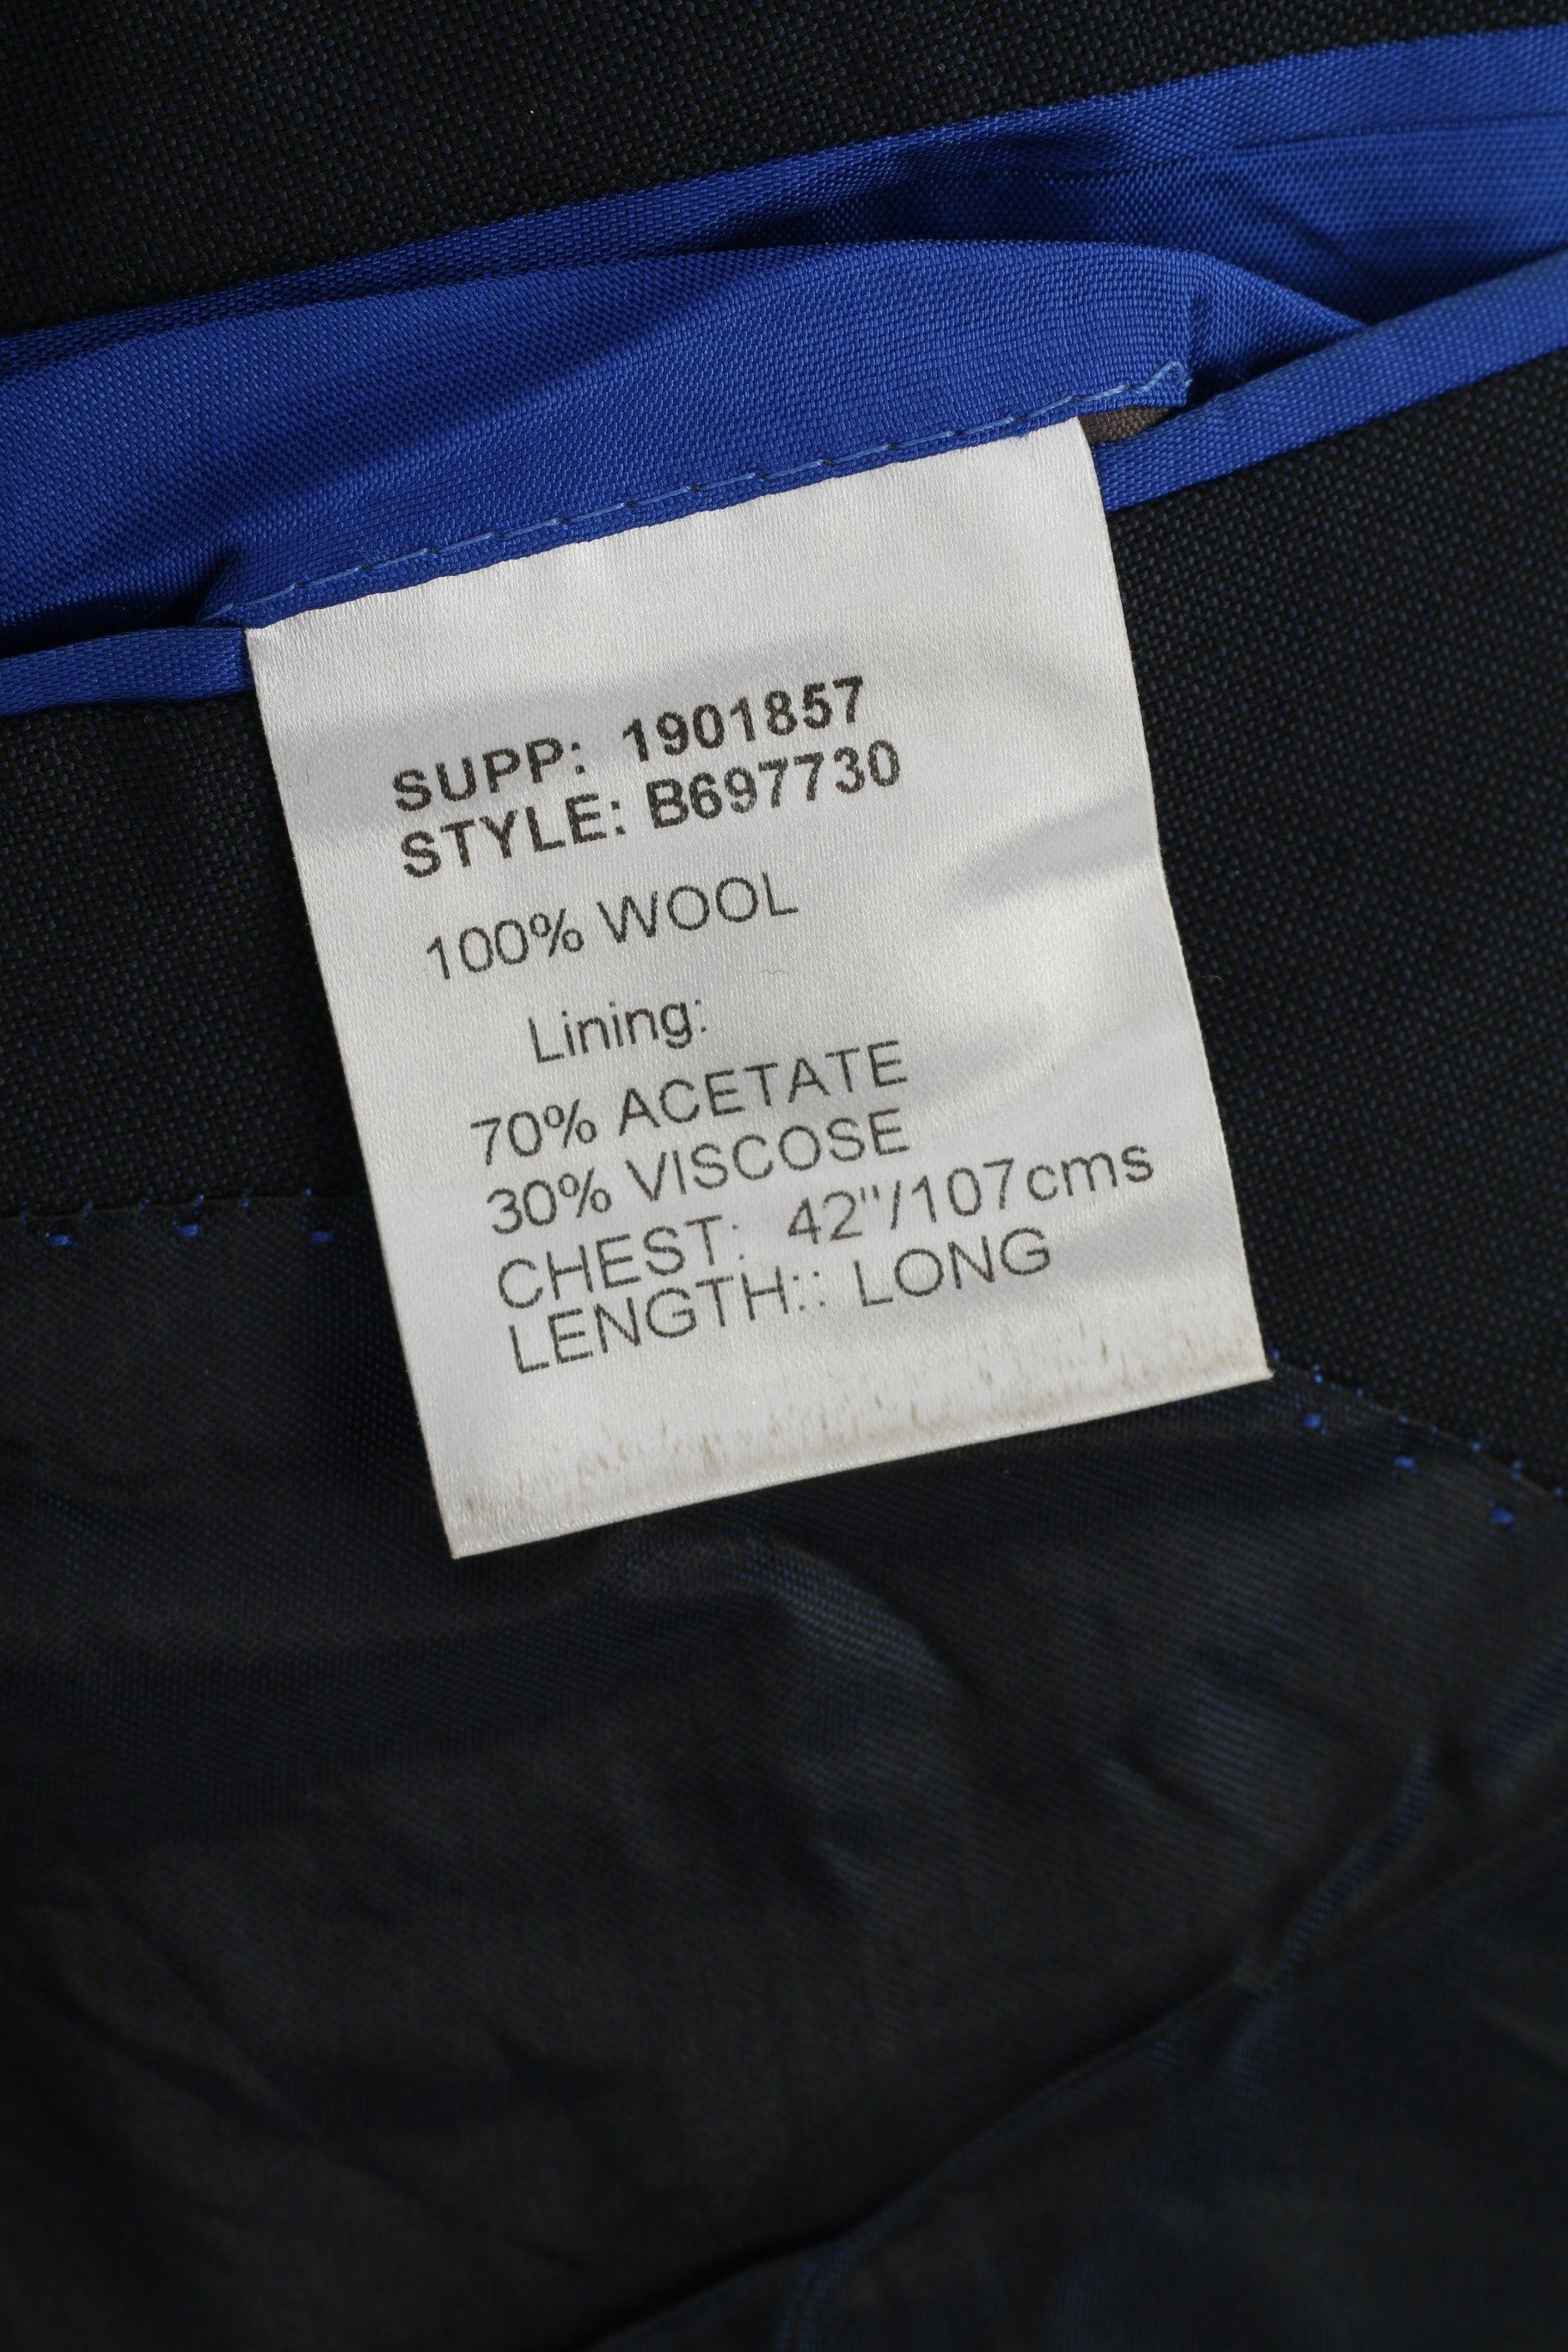 SUPP: 1901857
STYLE: B697730
100% WOOL
Lining:
70% ACETATE
30% VISCOSE
CHEST: 42"/107cms
LENGTH:: LONG